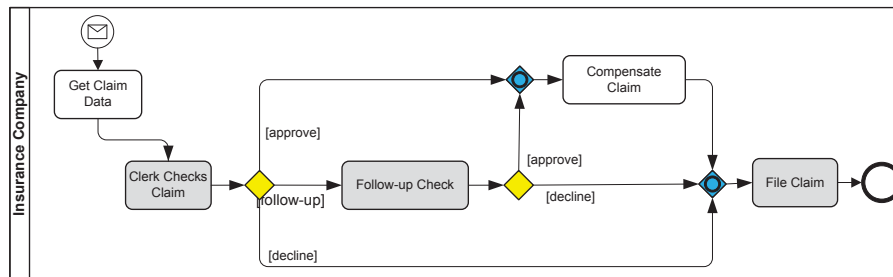 Insurance Company
Get Claim
Data
Clerk Checks
Claim
[approve]
[follow-up]
[decline]
Follow-up Check
[approve]
[decline]
Compensate
Claim
File Claim